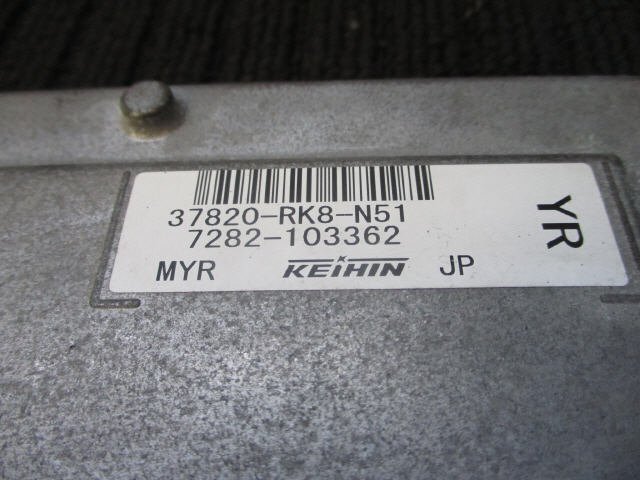 37820-RK8-N51
7282-103362
MYR KEIHIN JP
YR